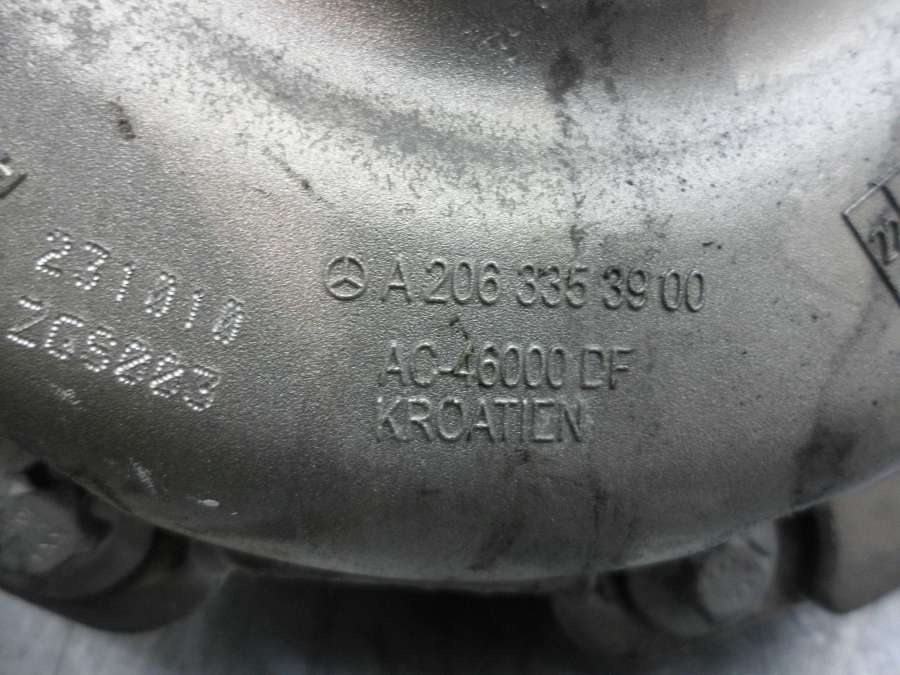 231010
ZGS003
A 206 335 39 00
AC-46000 DF
KROATIEN